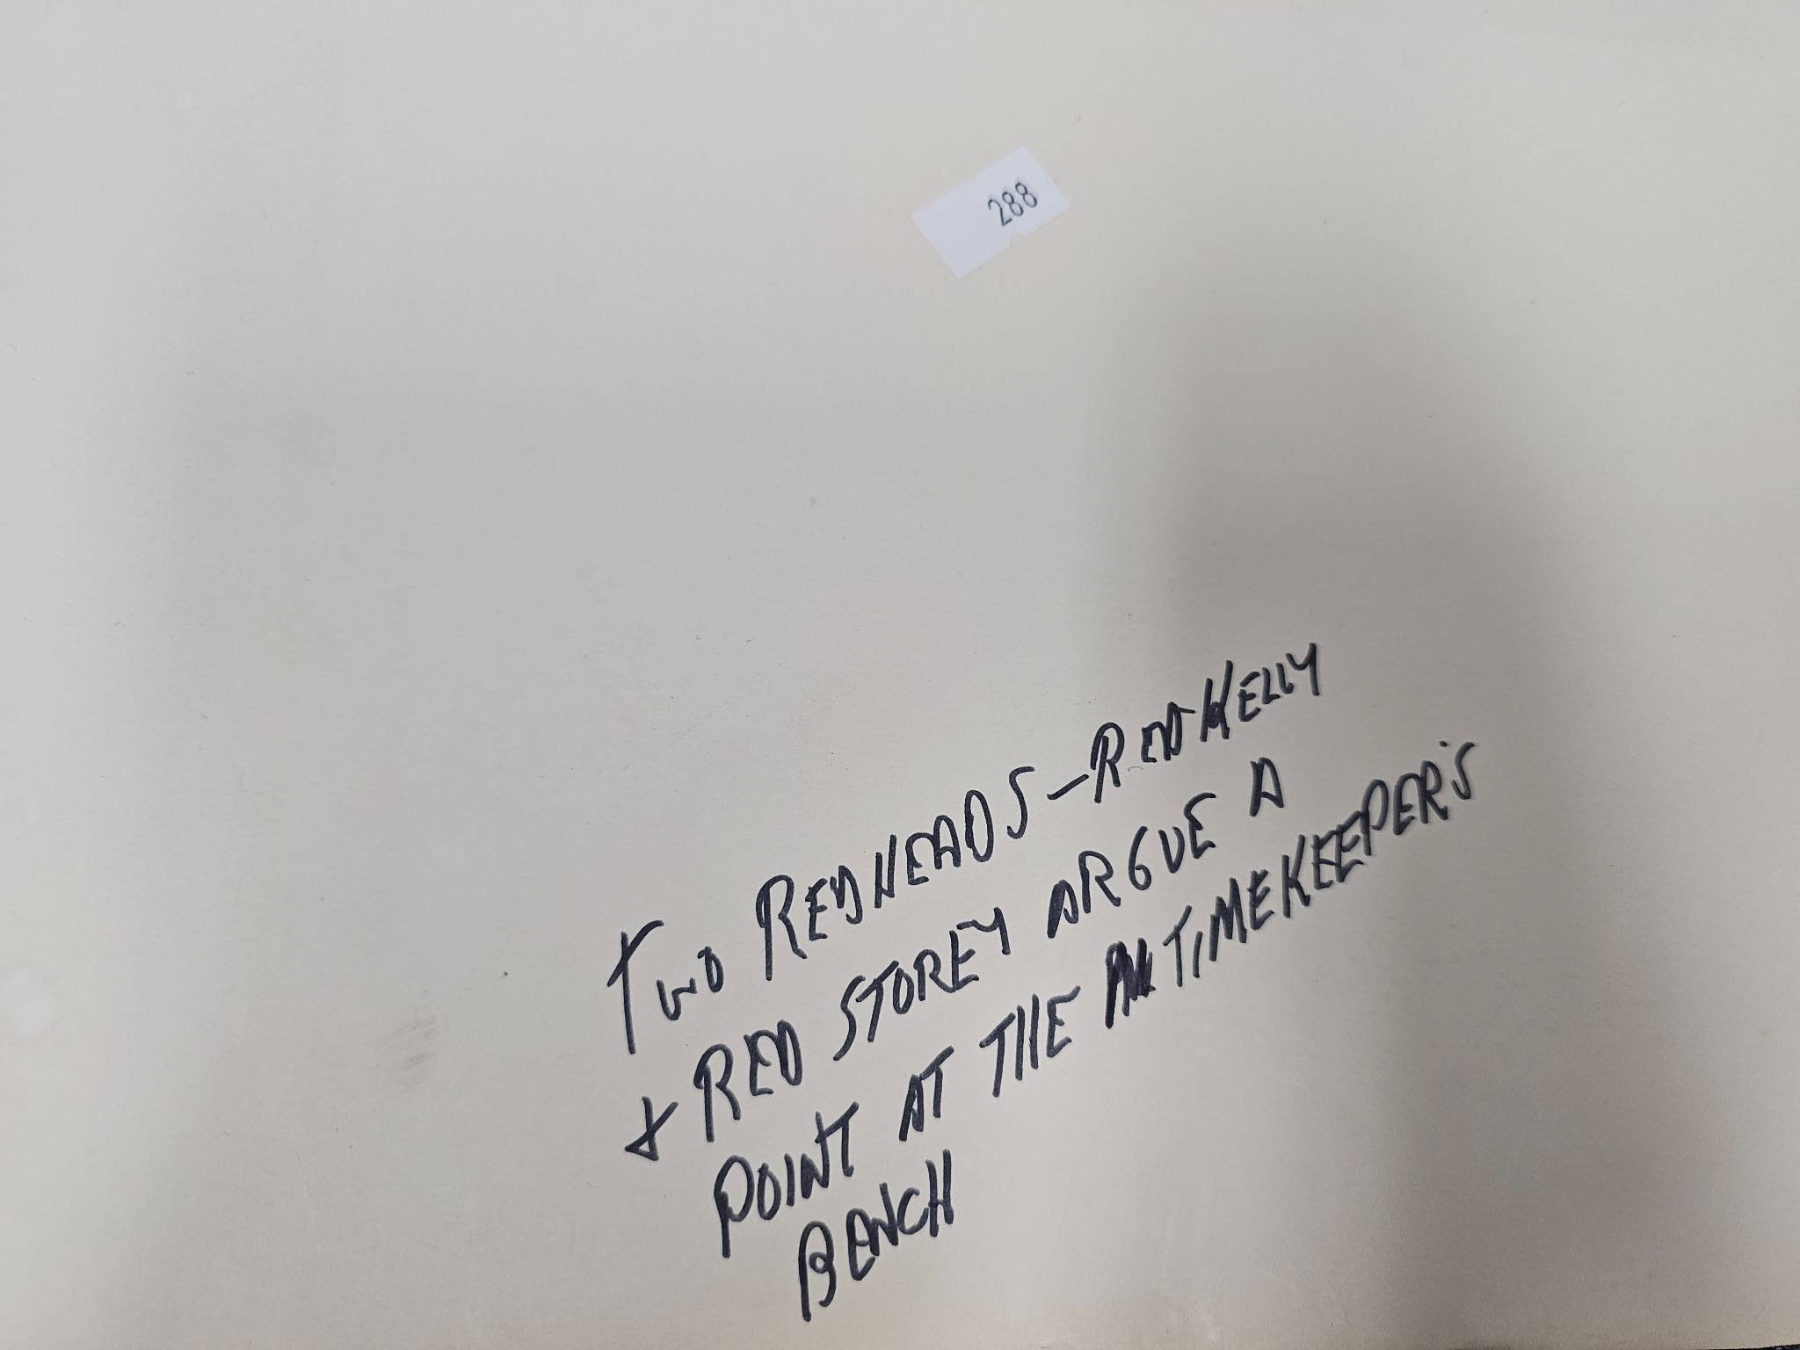 288
TWO REDHEADS - RED KELLY
+ RED STOREY ARGUE A
POINT AT THE TIMEKEEPER'S
BENCH